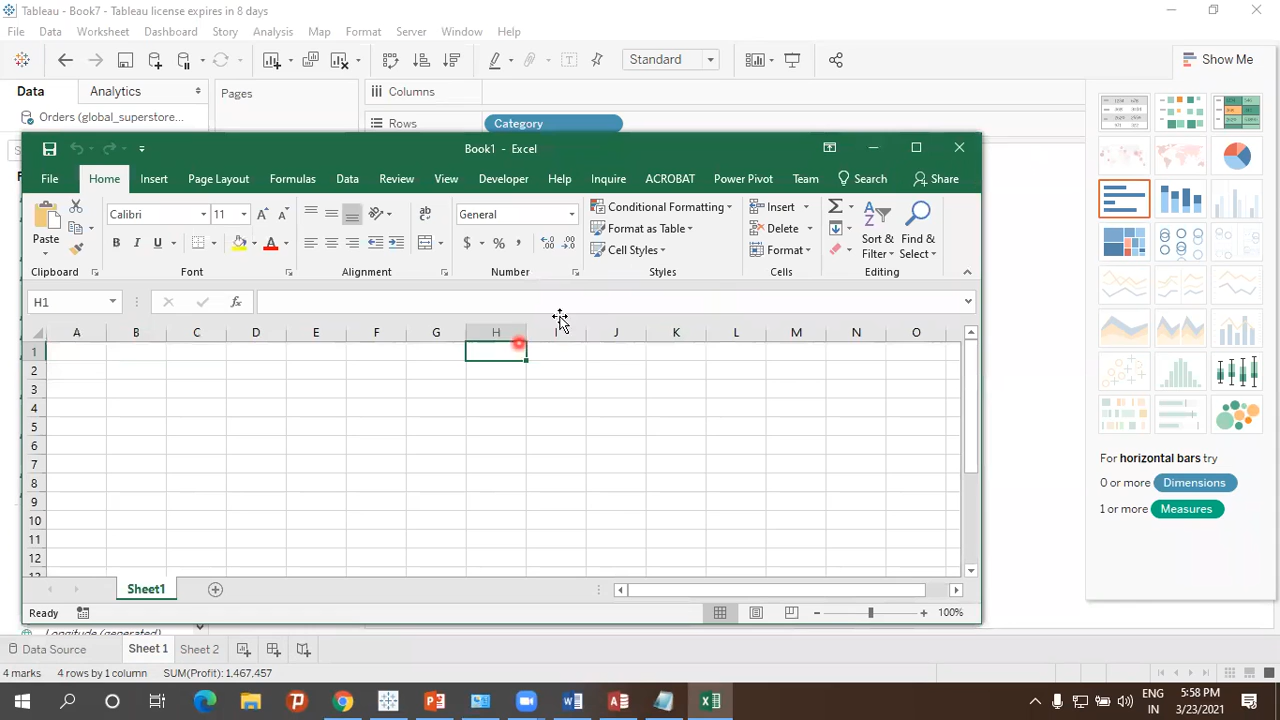 Tableau - Book7 - Tableau license expires in 8 days
File Data Worksheet Dashboard Story Analysis Map Format Server Window Help
Standard
Show Me
Data Analytics
Pages
Columns
Orders (global_superstore...
Rows Category
Book1 - Excel
File Home Insert Page Layout Formulas Data Review View Developer Help Inquire ACROBAT Power Pivot Team Search Share
Paste
Calibri 11
General
Conditional Formatting
Format as Table
Cell Styles
Insert
Delete
Format
Sort & Filter
Find & Select
B I U
$ % ,
Clipboard Font Alignment Number Styles Cells Editing
H1
fx
A B C D E F G H I J K L M N O
1
2
3
4
5
6
7
8
9
10
11
12
Sheet1
Ready
100%
For horizontal bars try
0 or more Dimensions
1 or more Measures
Longitude (generated)
Data Source Sheet 1 Sheet 2
4 marks 4 rows by 1 column SUM(Profit): 1.467.457
ENG
IN
5:58 PM
3/23/2021